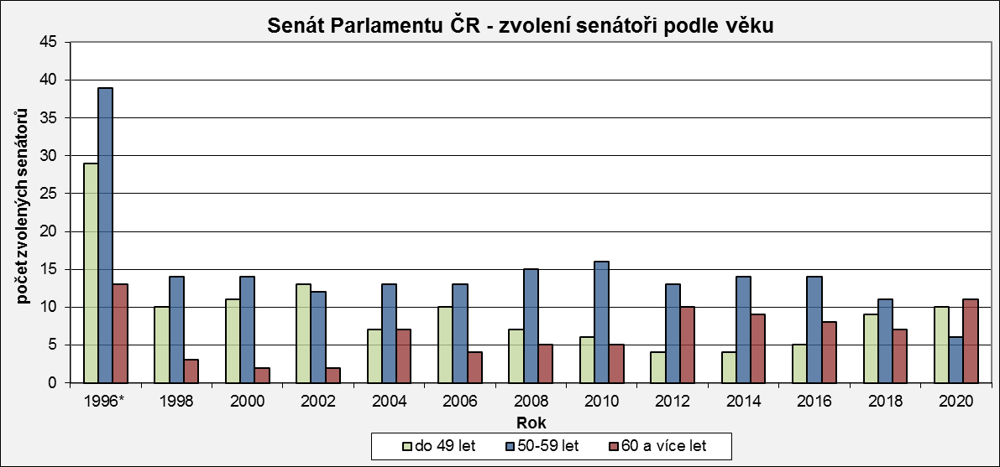 Senát Parlamentu ČR - zvolení senátoři podle věku
počet zvolených senátorů
45
40
35
30
25
20
15
10
5
0
1996* 1998 2000 2002 2004 2006 2008 2010 2012 2014 2016 2018 2020
Rok
do 49 let 50-59 let 60 a více let